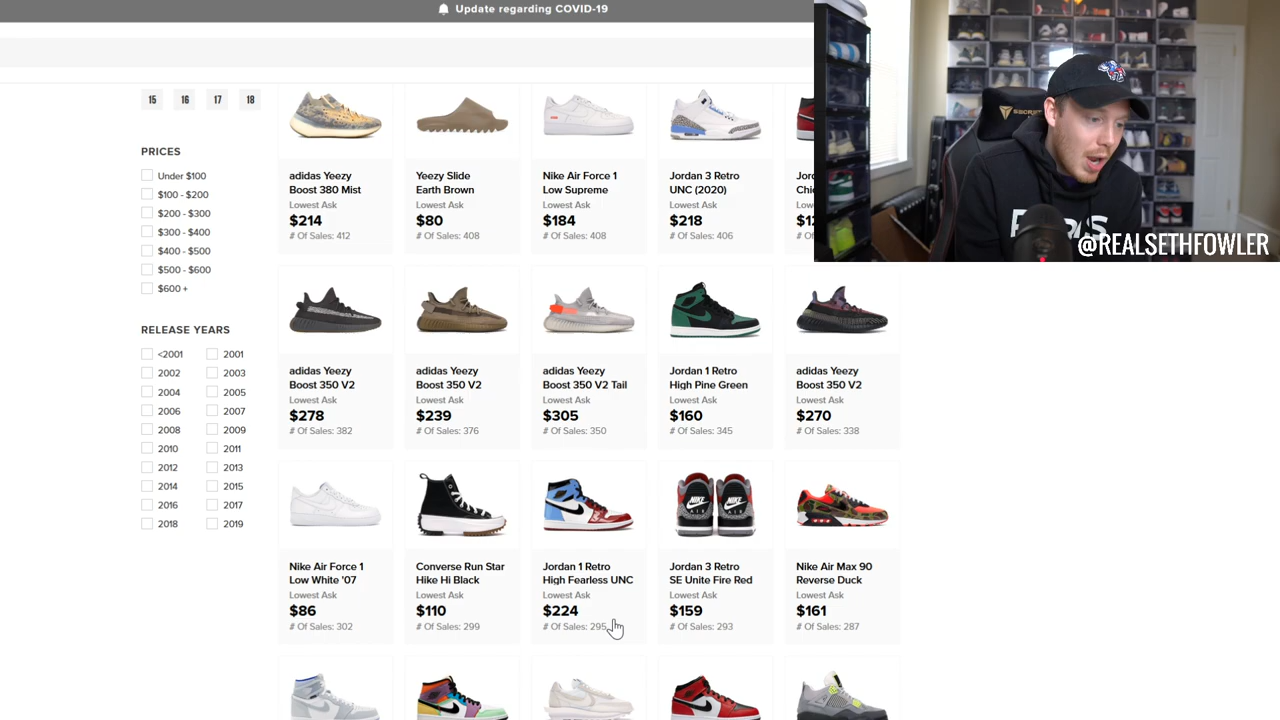 Update regarding COVID-19
15 16 17 18
PRICES
Under $100
$100 - $200
$200 - $300
$300 - $400
$400 - $500
$500 - $600
$600 +
RELEASE YEARS
<2001 2001
2002 2003
2004 2005
2006 2007
2008 2009
2010 2011
2012 2013
2014 2015
2016 2017
2018 2019
adidas Yeezy
Boost 380 Mist
Lowest Ask
$214
# Of Sales: 412
Yeezy Slide
Earth Brown
Lowest Ask
$80
# Of Sales: 408
Nike Air Force 1
Low Supreme
Lowest Ask
$184
# Of Sales: 408
Jordan 3 Retro
UNC (2020)
Lowest Ask
$218
# Of Sales: 406
adidas Yeezy
Boost 350 V2
Lowest Ask
$278
# Of Sales: 382
adidas Yeezy
Boost 350 V2
Lowest Ask
$239
# Of Sales: 376
adidas Yeezy
Boost 350 V2 Tail
Lowest Ask
$305
# Of Sales: 350
Jordan 1 Retro
High Pine Green
Lowest Ask
$160
# Of Sales: 345
adidas Yeezy
Boost 350 V2
Lowest Ask
$270
# Of Sales: 338
Nike Air Force 1
Low White '07
Lowest Ask
$86
# Of Sales: 302
Converse Run Star
Hike Hi Black
Lowest Ask
$110
# Of Sales: 299
Jordan 1 Retro
High Fearless UNC
Lowest Ask
$224
# Of Sales: 295
Jordan 3 Retro
SE Unite Fire Red
Lowest Ask
$159
# Of Sales: 293
Nike Air Max 90
Reverse Duck
Lowest Ask
$161
# Of Sales: 287
@REALSETHFOWLER